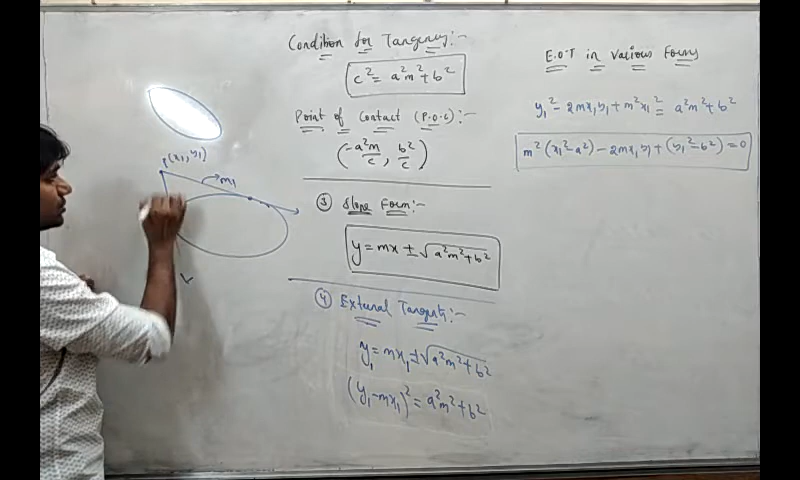 Condition for Tangency:-
c² = a²m² + b²
Point of Contact (P.O.C):-
(-a²m/c, b²/c)
③ Slope Form:-
y = mx ± √a²m² + b²
④ External Tangents:-
y₁ = mx₁ ± √a²m² + b²
(y₁ - mx₁)² = a²m² + b²
E.O.T in Various Forms
y₁² - 2mx₁y₁ + m²x₁² = a²m² + b²
m²(x₁² - a²) - 2mx₁y₁ + (y₁² - b²) = 0
P(x₁, y₁)
m₁